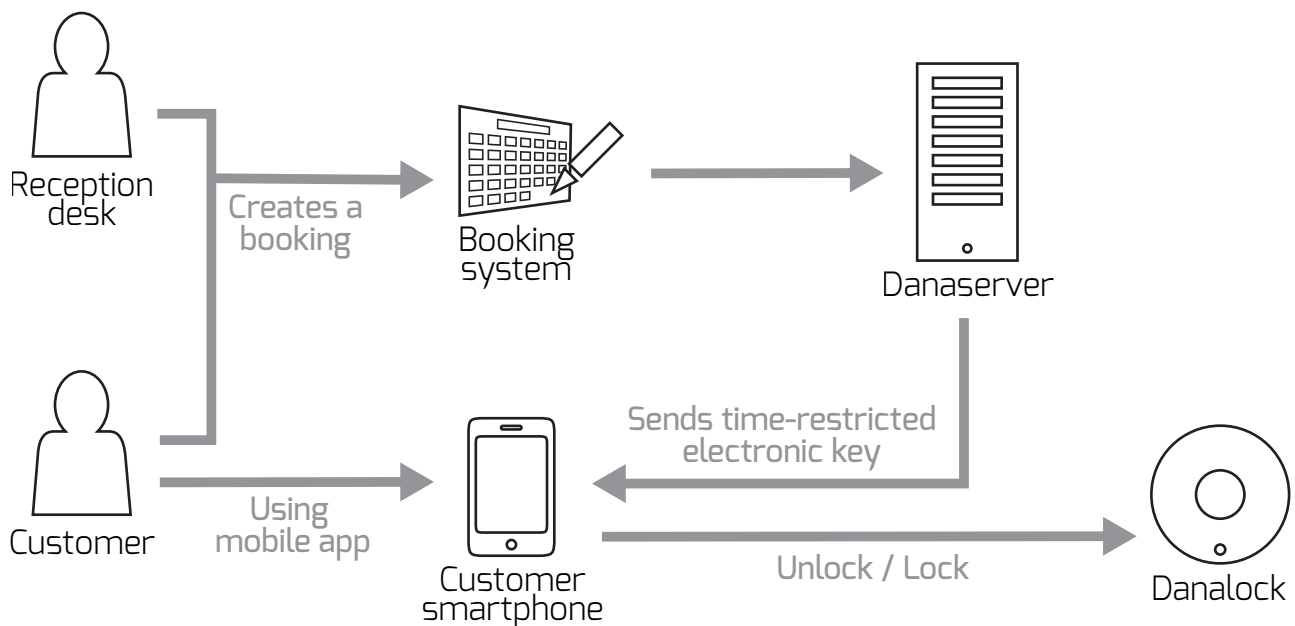 Reception
desk
Creates a
booking
Booking
system
Danaserver
Customer
Using
mobile app
Customer
smartphone
Sends time-restricted
electronic key
Unlock / Lock
Danalock